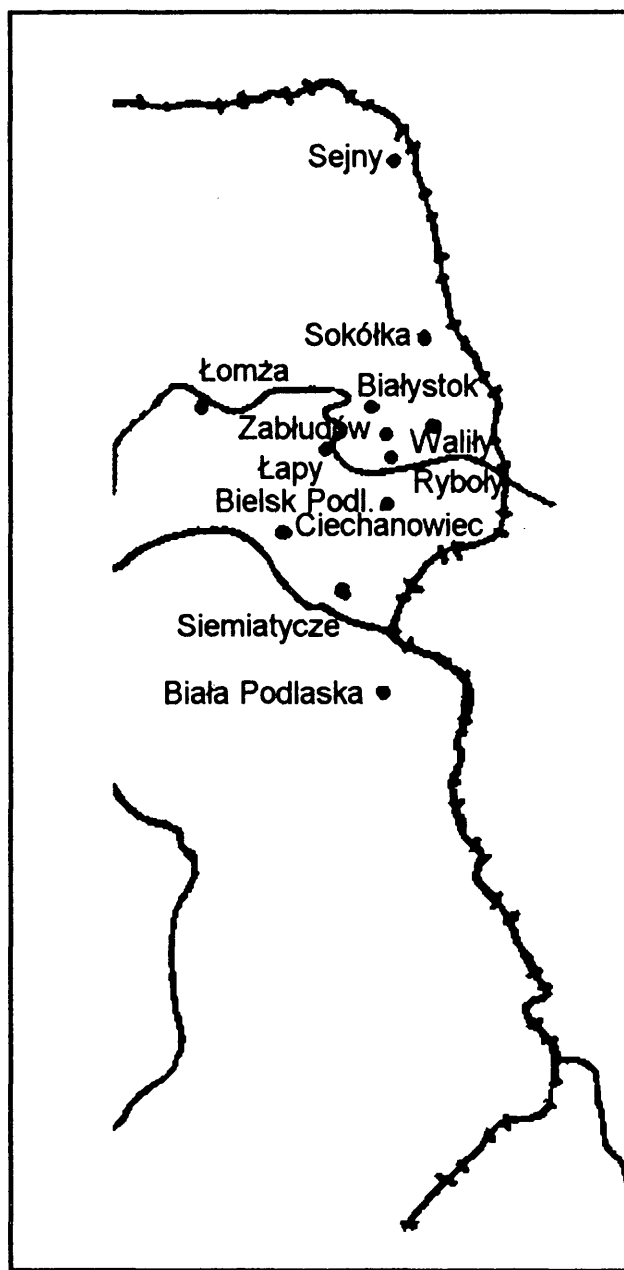 Sejny
Sokółka
Łomża
Białystok
Zabłudów
Waliły
Łapy
Ryboły
Bielsk Podl.
Ciechanowiec
Siemiatycze
Biała Podlaska